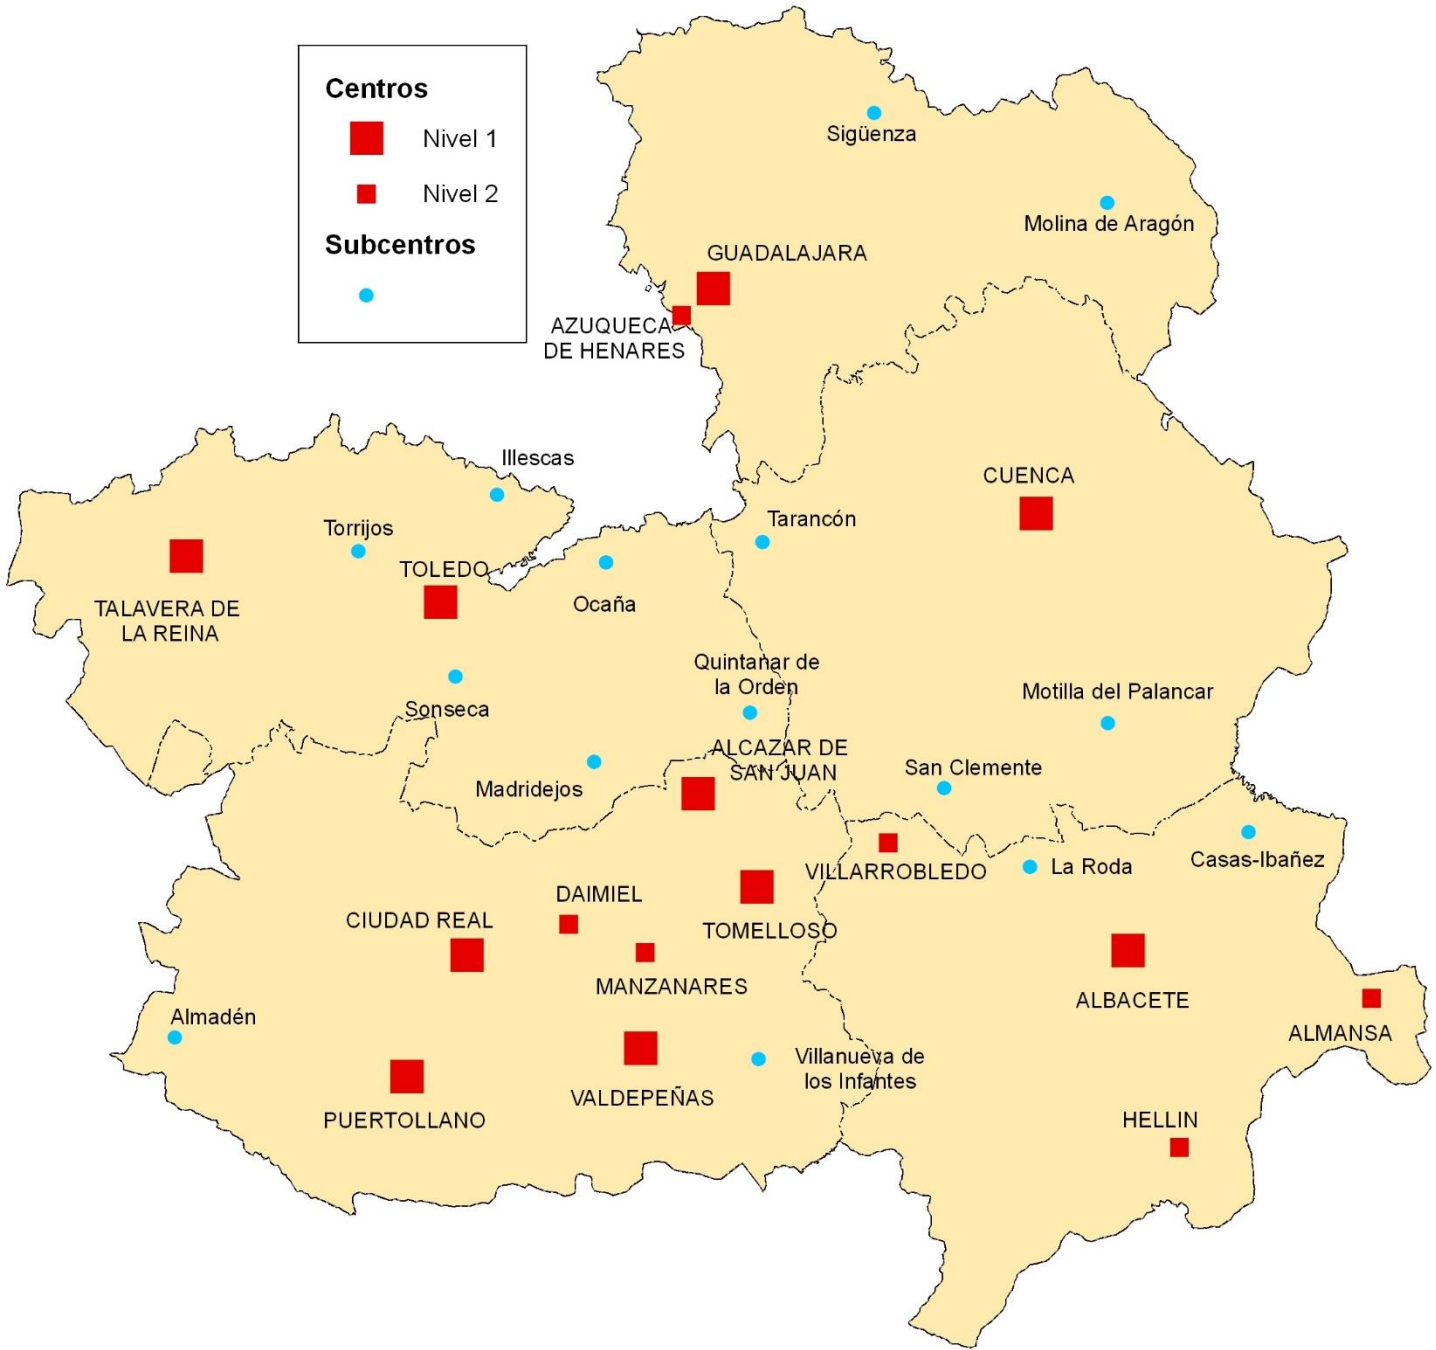 Centros
Nivel 1
Nivel 2
Subcentros
Sigüenza
Molina de Aragón
GUADALAJARA
AZUQUECA
DE HENARES
Illescas
CUENCA
Torrijos
Tarancón
TOLEDO
TALAVERA DE
LA REINA
Ocaña
Quintanar de
la Orden
Motilla del Palancar
Sonseca
ALCAZAR DE
SAN JUAN
San Clemente
Madridejos
Casas-Ibañez
La Roda
VILLARROBLEDO
DAIMIEL
CIUDAD REAL
TOMELLOSO
MANZANARES
ALBACETE
Almadén
ALMANSA
Villanueva de
los Infantes
VALDEPEÑAS
PUERTOLLANO
HELLIN